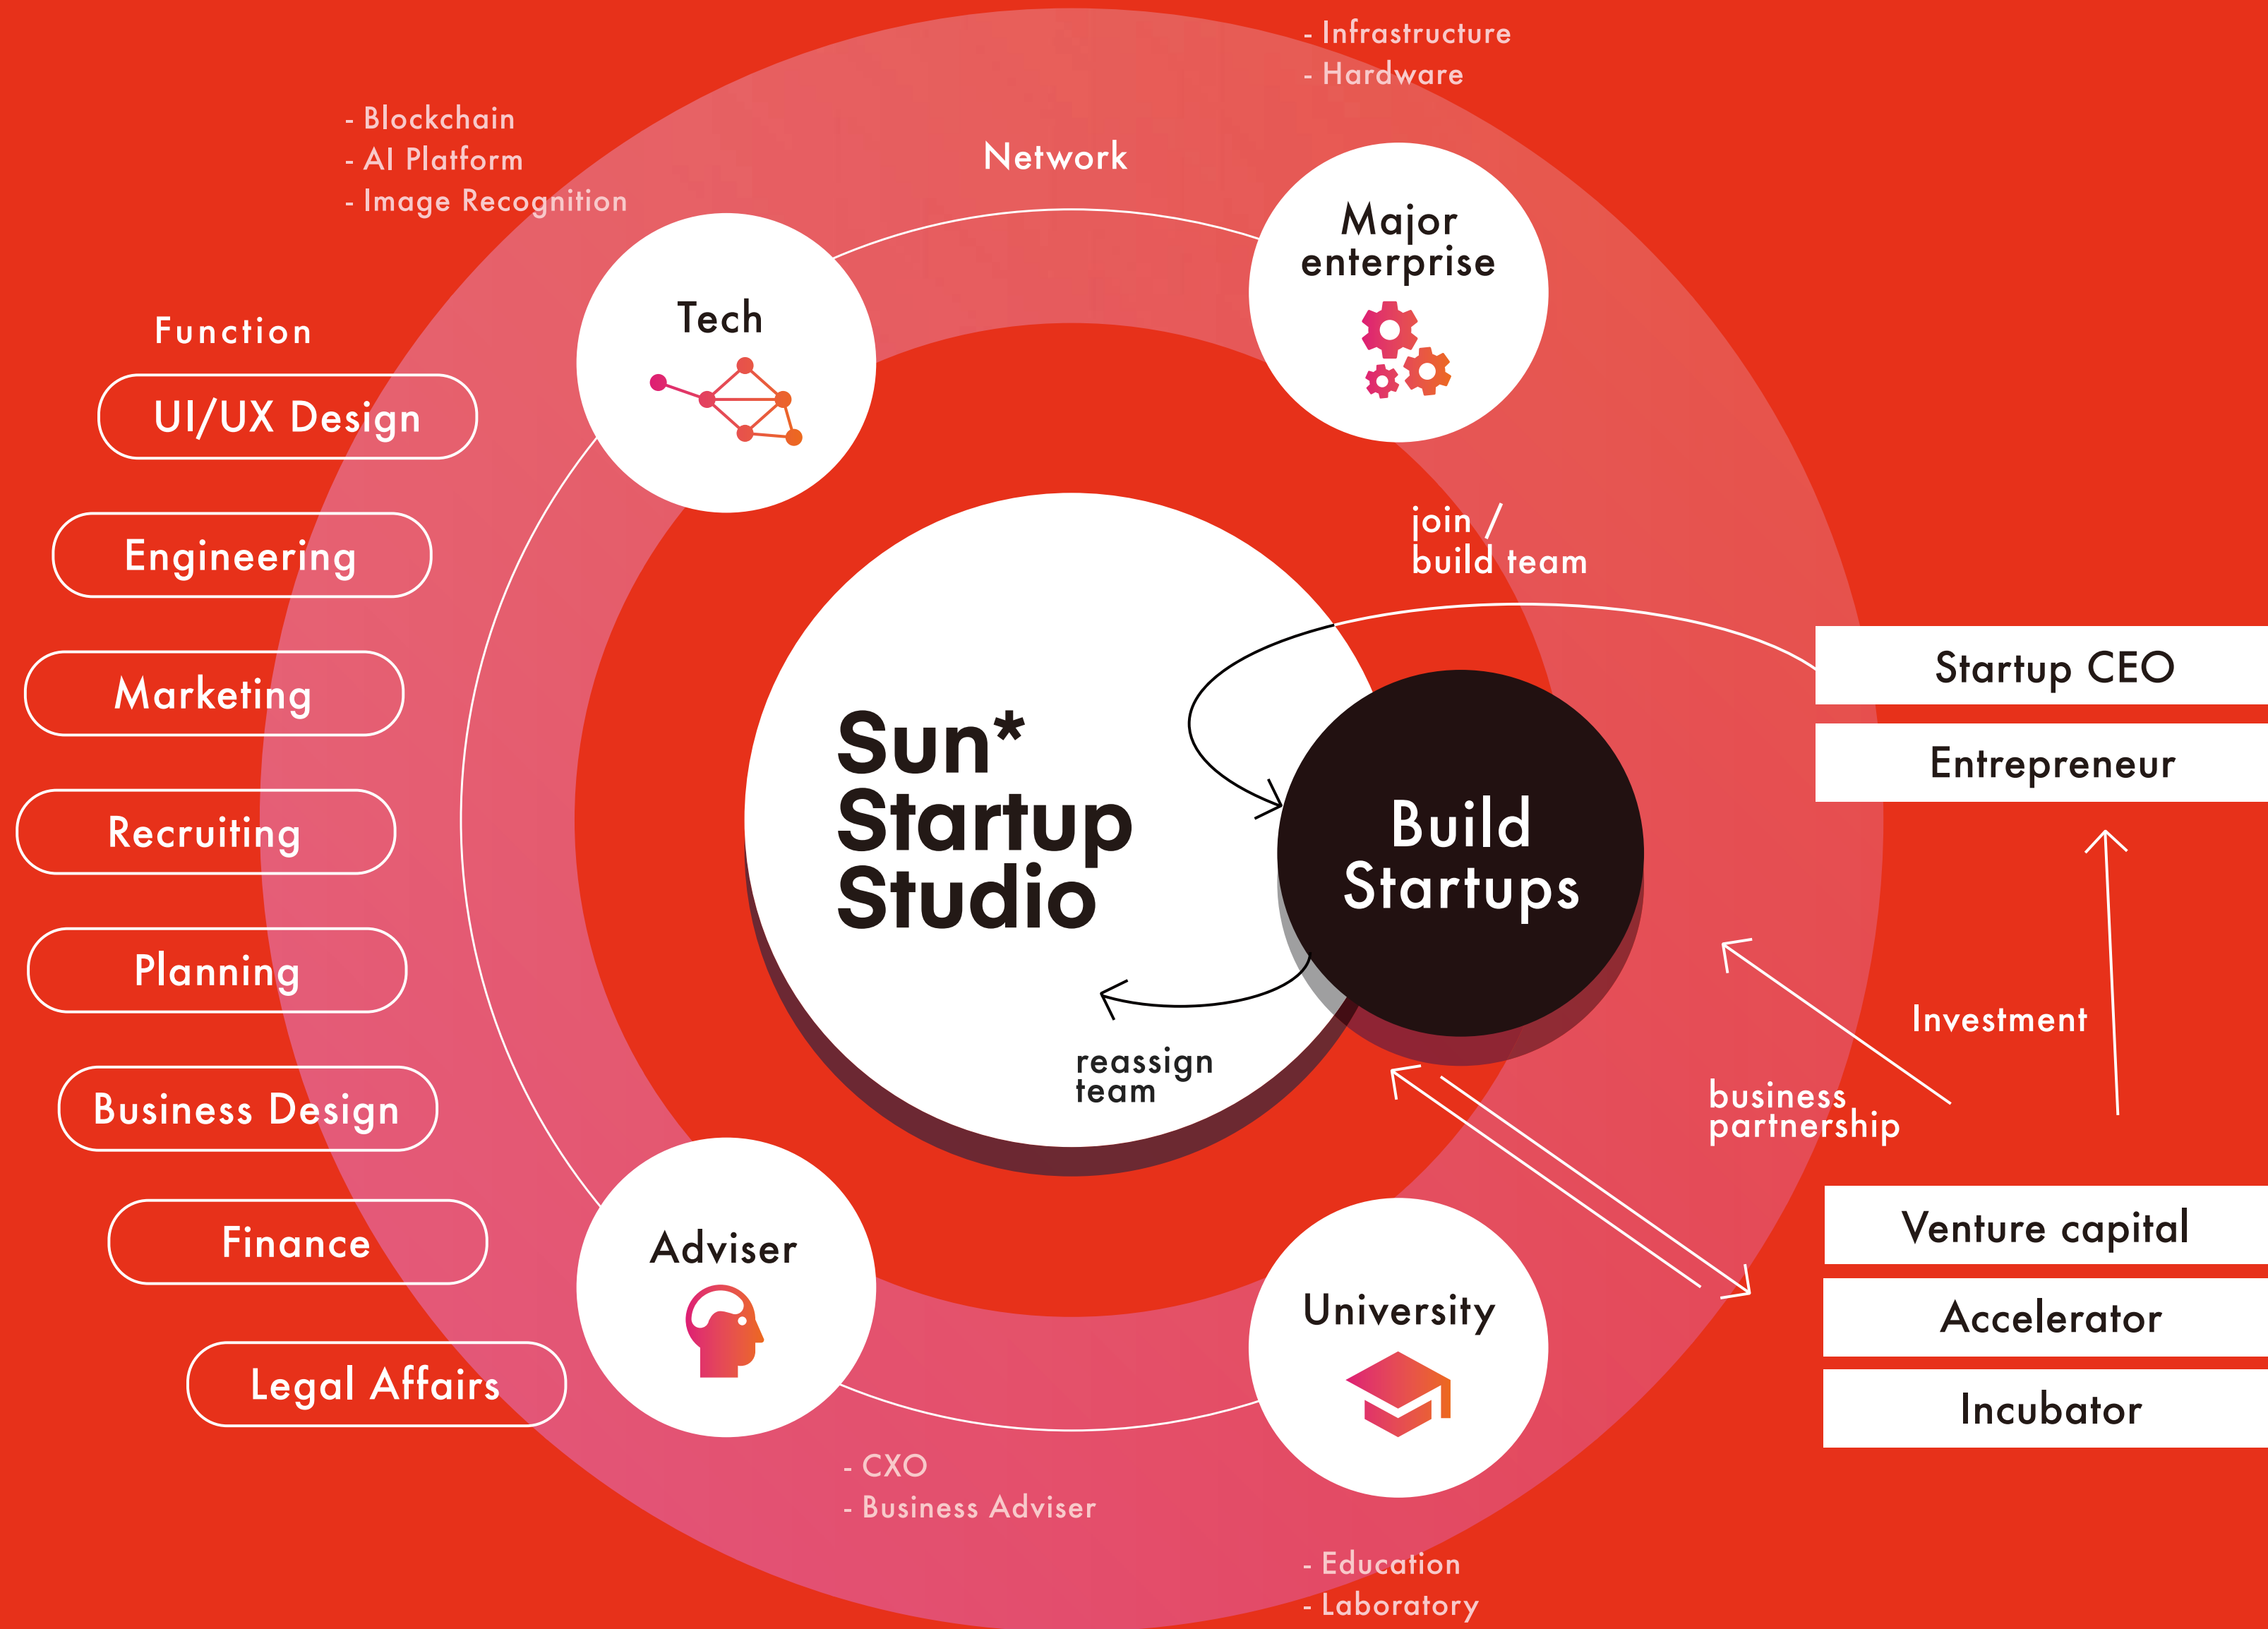 - Infrastructure
- Hardware
- Blockchain
- AI Platform
- Image Recognition
Network
Major
enterprise
Tech
Function
UI/UX Design
Engineering
Marketing
Recruiting
Planning
Business Design
Finance
Legal Affairs
join /
build team
Sun*
Startup
Studio
Build
Startups
reassign
team
Startup CEO
Entrepreneur
Investment
business
partnership
Venture capital
Accelerator
Incubator
Adviser
University
- CXO
- Business Adviser
- Education
- Laboratory